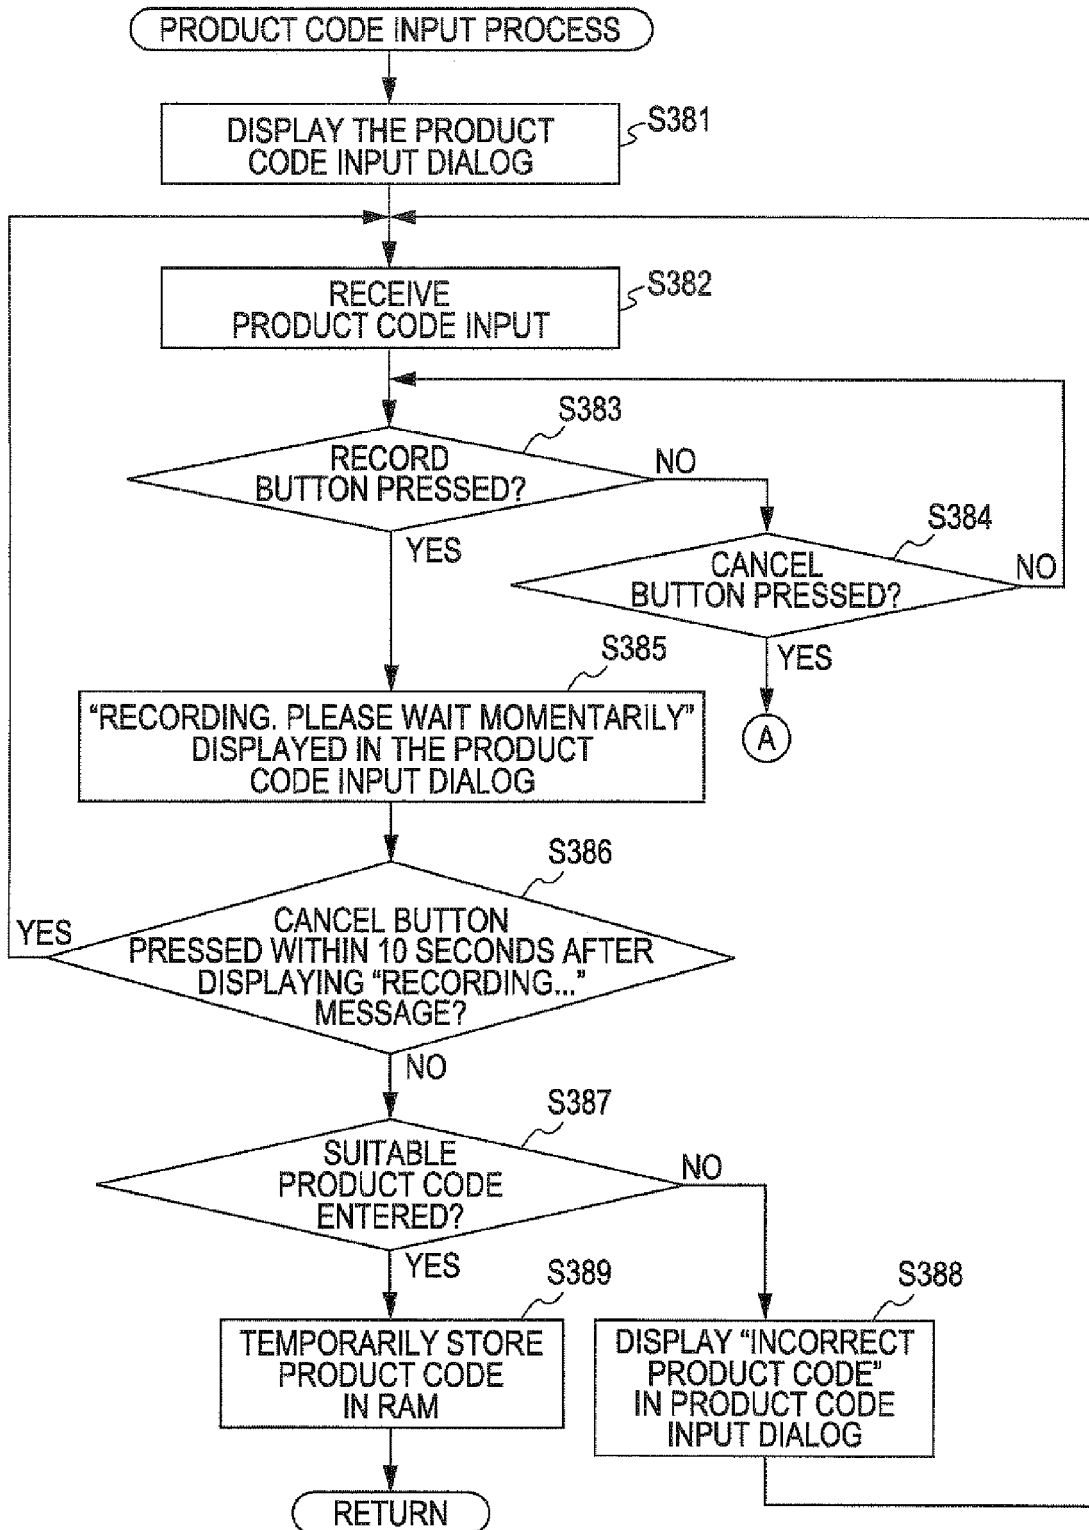 PRODUCT CODE INPUT PROCESS
S381
DISPLAY THE PRODUCT
CODE INPUT DIALOG
S382
RECEIVE
PRODUCT CODE INPUT
S383
RECORD
BUTTON PRESSED?
NO
YES
S384
CANCEL
BUTTON PRESSED?
NO
YES
A
S385
“RECORDING. PLEASE WAIT MOMENTARILY”
DISPLAYED IN THE PRODUCT
CODE INPUT DIALOG
S386
CANCEL BUTTON
PRESSED WITHIN 10 SECONDS AFTER
DISPLAYING “RECORDING...”
MESSAGE?
YES
NO
S387
SUITABLE
PRODUCT CODE
ENTERED?
NO
YES
S389
TEMPORARILY STORE
PRODUCT CODE
IN RAM
S388
DISPLAY “INCORRECT
PRODUCT CODE”
IN PRODUCT CODE
INPUT DIALOG
RETURN